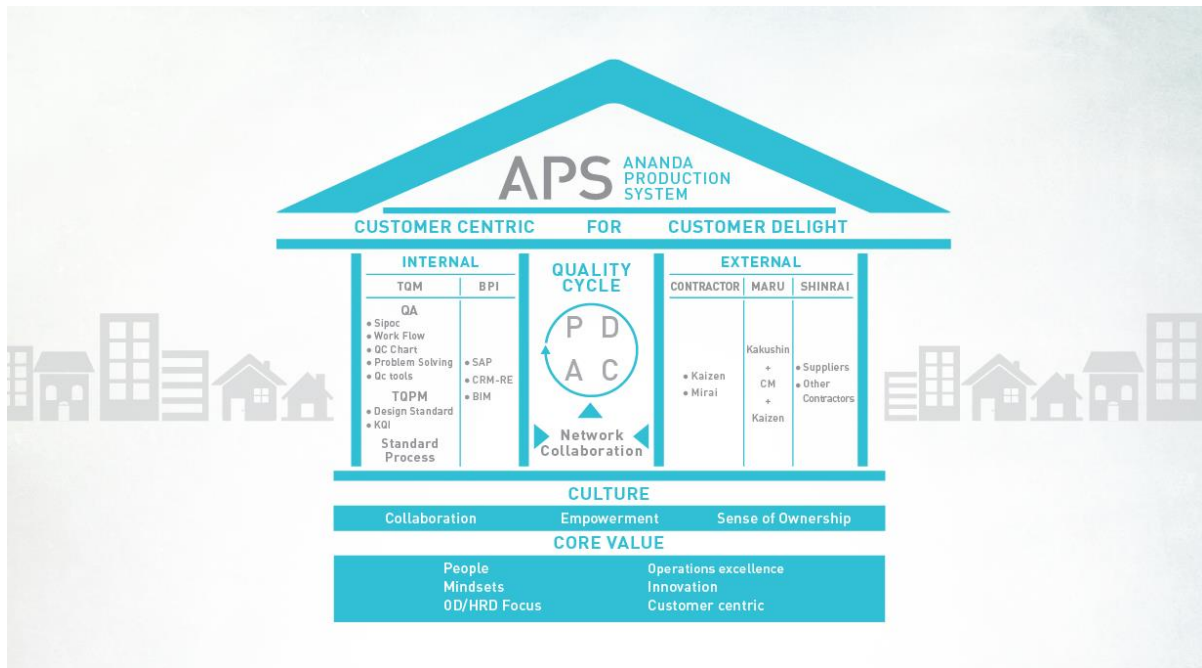 APS
ANANDA
PRODUCTION
SYSTEM
CUSTOMER CENTRIC FOR CUSTOMER DELIGHT
INTERNAL
TQM
BPI
QA
• Sipoc
• Work Flow
• QC Chart
• Problem Solving
• Qc tools
TQPM
• Design Standard
• KQI
Standard
Process
• SAP
• CRM-RE
• BIM
QUALITY
CYCLE
P D
A C
Network
Collaboration
EXTERNAL
CONTRACTOR
MARU
SHINRAI
• Kaizen
• Mirai
Kakushin
+
CM
+
Kaizen
• Suppliers
• Other
Contractors
CULTURE
Collaboration Empowerment Sense of Ownership
CORE VALUE
People
Mindsets
OD/HRD Focus
Operations excellence
Innovation
Customer centric